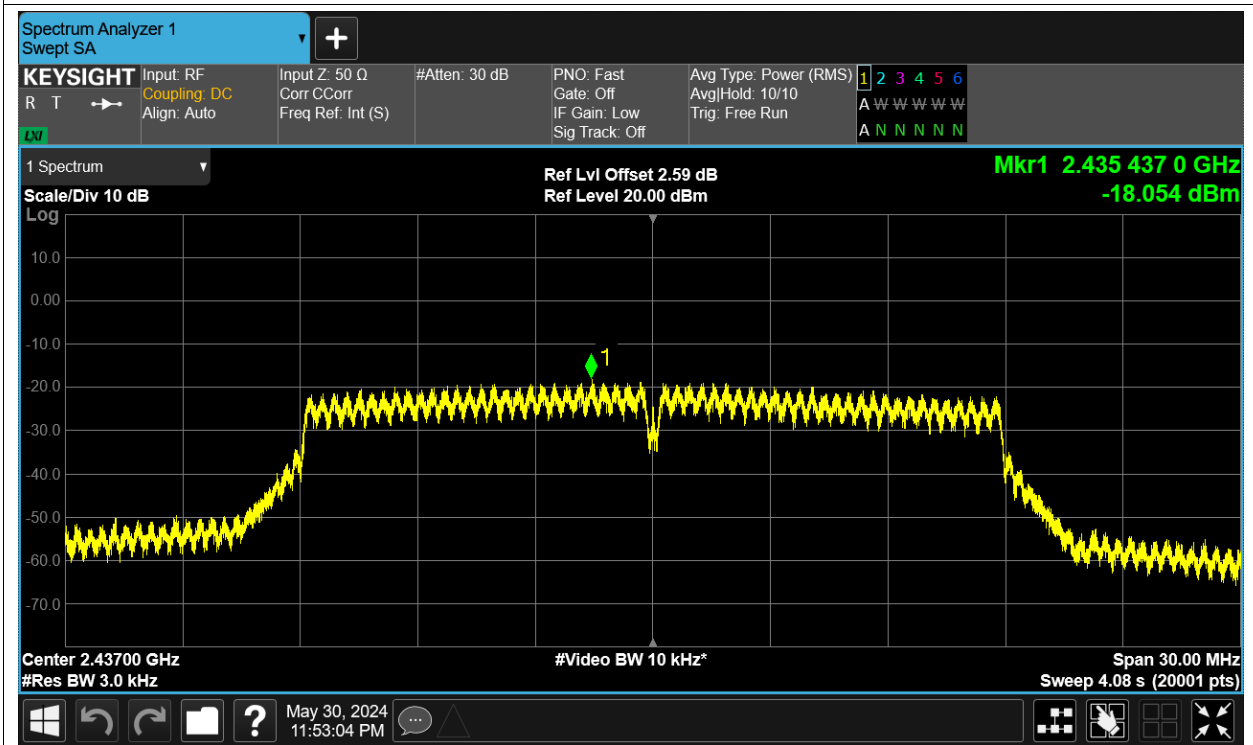 Spectrum Analyzer 1
Swept SA
KEYSIGHT
R T
LXI
Input: RF
Coupling: DC
Align: Auto
Input Z: 50 Ω
Corr CCorr
Freq Ref: Int (S)
#Atten: 30 dB
PNO: Fast
Gate: Off
IF Gain: Low
Sig Track: Off
Avg Type: Power (RMS)
Avg|Hold: 10/10
Trig: Free Run
1 2 3 4 5 6
A W W W W W
A N N N N N
1 Spectrum
Scale/Div 10 dB
Log
Ref Lvl Offset 2.59 dB
Ref Level 20.00 dBm
Mkr1 2.435 437 0 GHz
-18.054 dBm
10.0
0.00
-10.0
1
-20.0
-30.0
-40.0
-50.0
-60.0
-70.0
Center 2.43700 GHz
#Res BW 3.0 kHz
#Video BW 10 kHz*
Span 30.00 MHz
Sweep 4.08 s (20001 pts)
?
May 30, 2024
11:53:04 PM